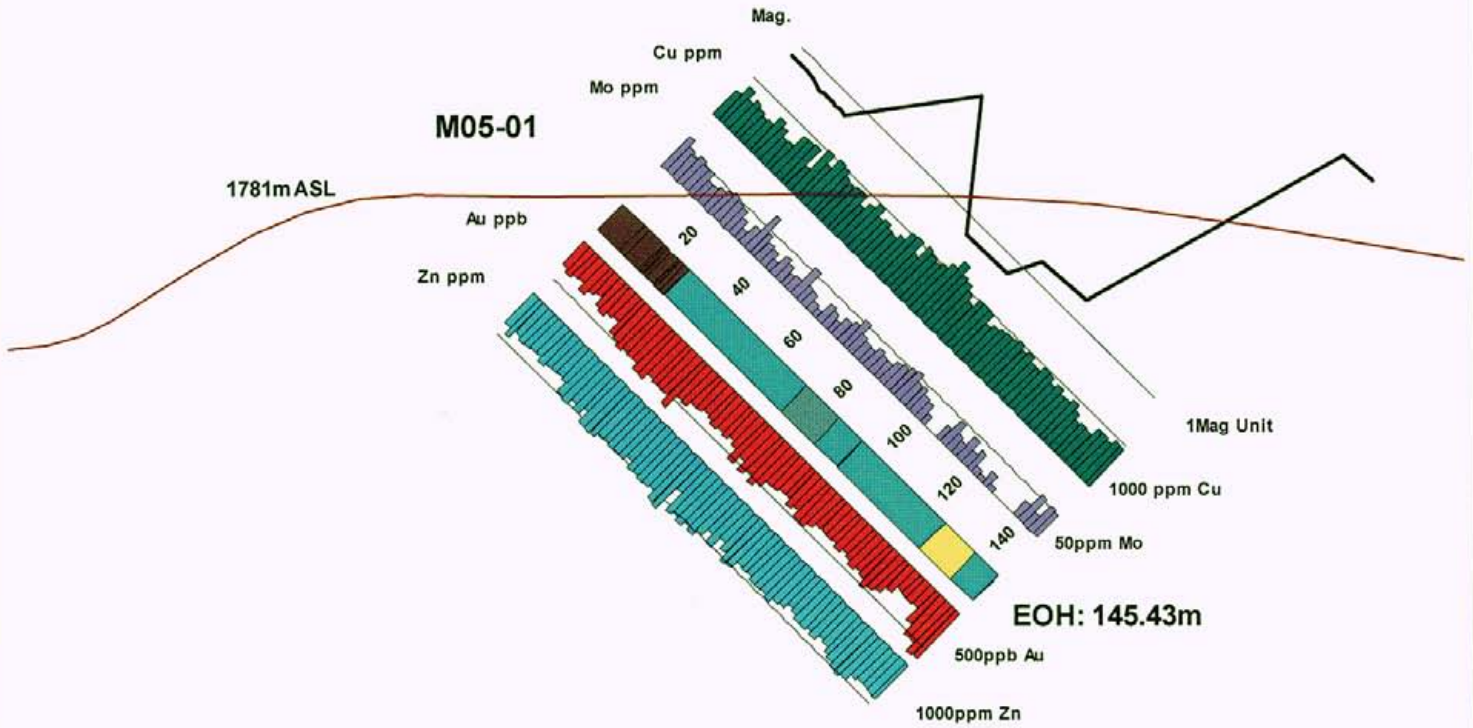 Mag.
Cu ppm
Mo ppm
M05-01
1781m ASL
Au ppb
Zn ppm
20
40
60
80
100
120
140
1Mag Unit
1000 ppm Cu
50ppm Mo
EOH: 145.43m
500ppb Au
1000ppm Zn